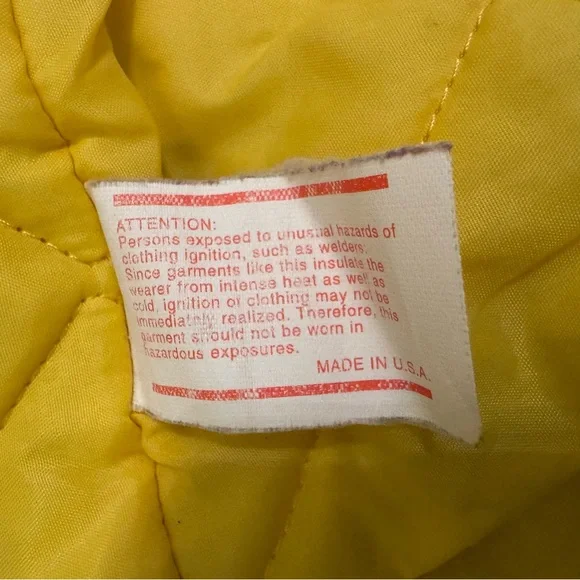 ATTENTION:
Persons exposed to unusual hazards of
clothing ignition, such as welders.
Since garments like this insulate the
wearer from intense heat as well as
cold, ignition of clothing may not be
immediately realized. Therefore, this
garment should not be worn in
hazardous exposures.
MADE IN U.S.A.